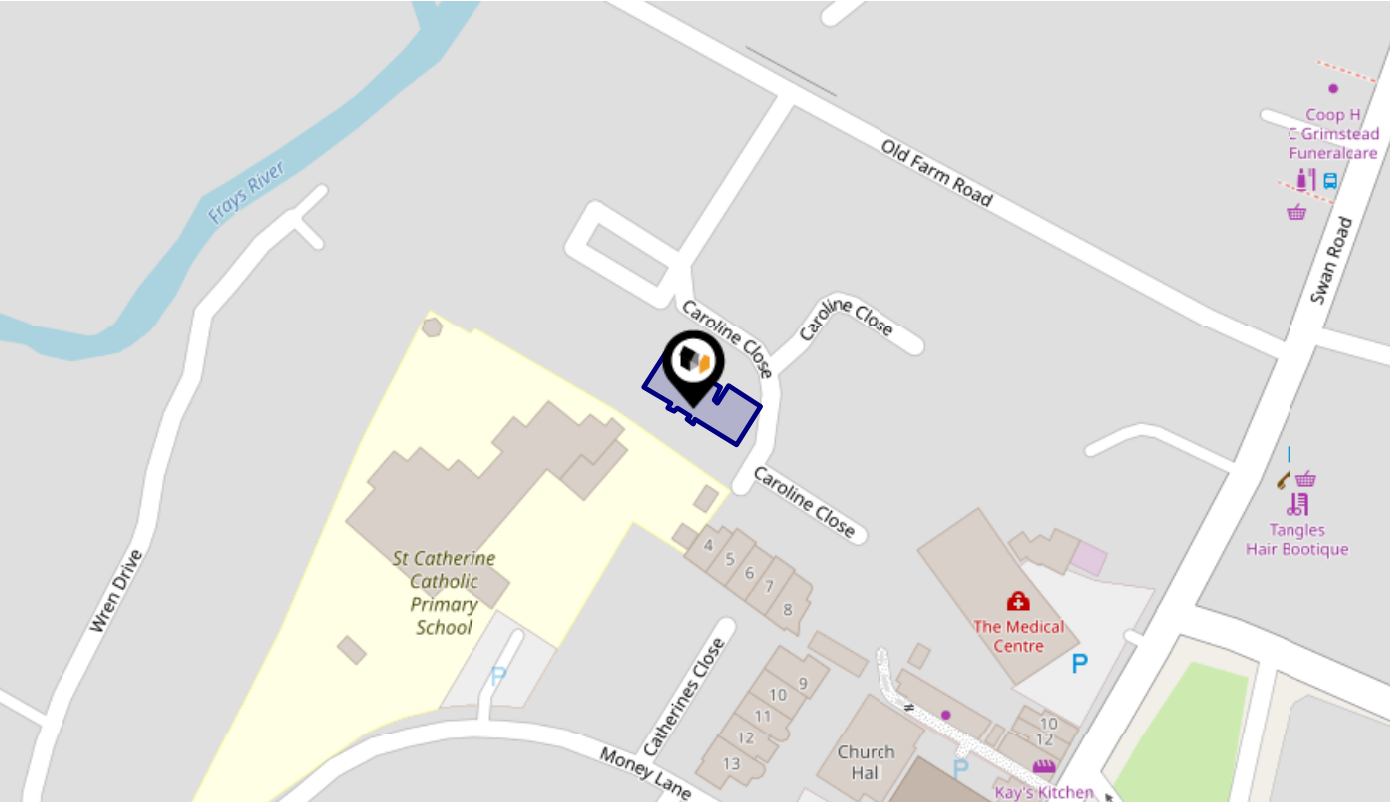 Coop H
E Grimstead
Funeralcare
Old Farm Road
Frays River
Swan Road
Caroline Close
Caroline Close
Caroline Close
Tangles
Hair Bootique
St Catherine
Catholic
Primary
School
Wren Drive
4
5
6
7
8
The Medical
Centre
P
P
Catherines Close
9
10
11
12
13
10
12
Church
Hal
P
Money Lane
Kay's Kitchen